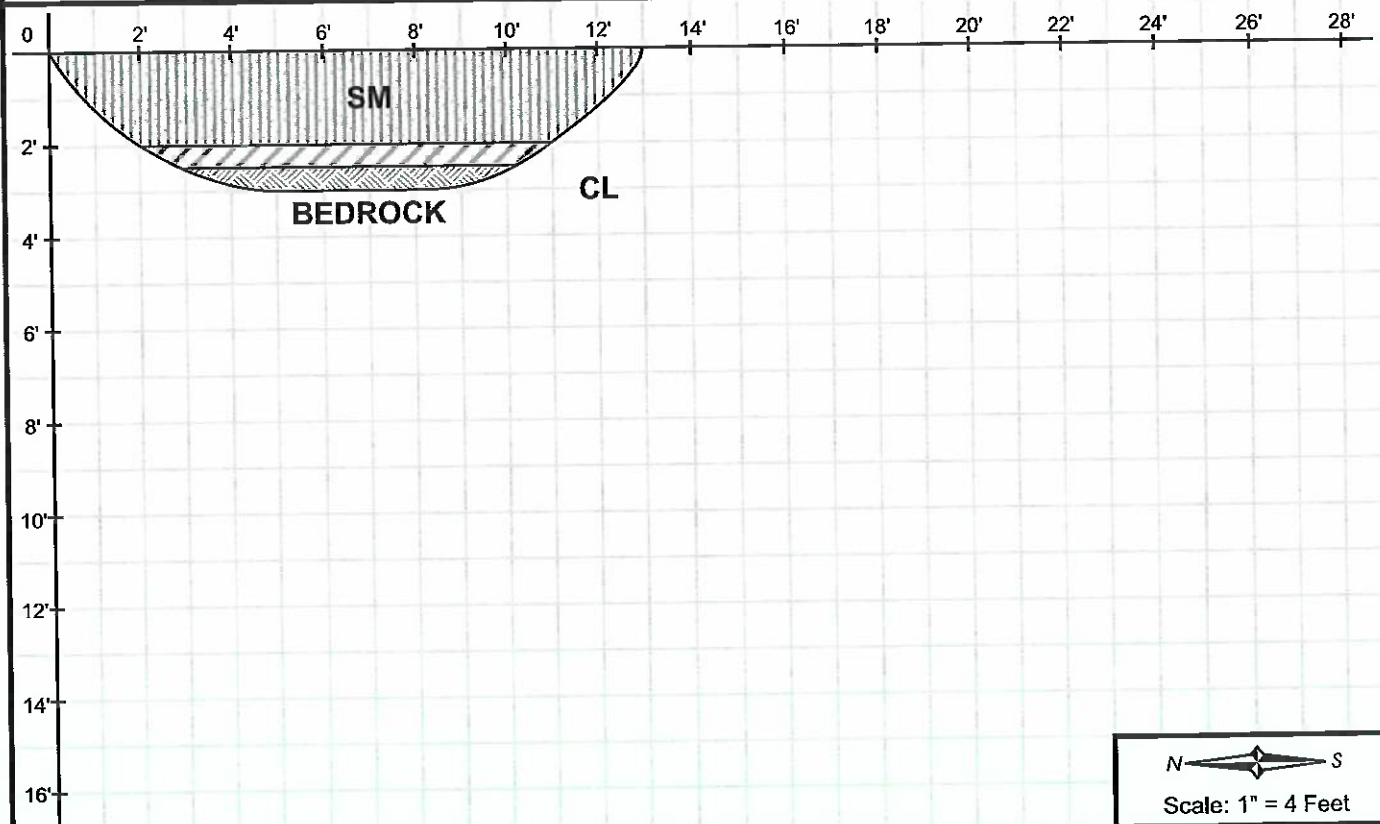 0 2' 4' 6' 8' 10' 12' 14' 16' 18' 20' 22' 24' 26' 28'
SM
2'
CL
BEDROCK
4'
6'
8'
10'
12'
14'
N S
16'
Scale: 1" = 4 Feet